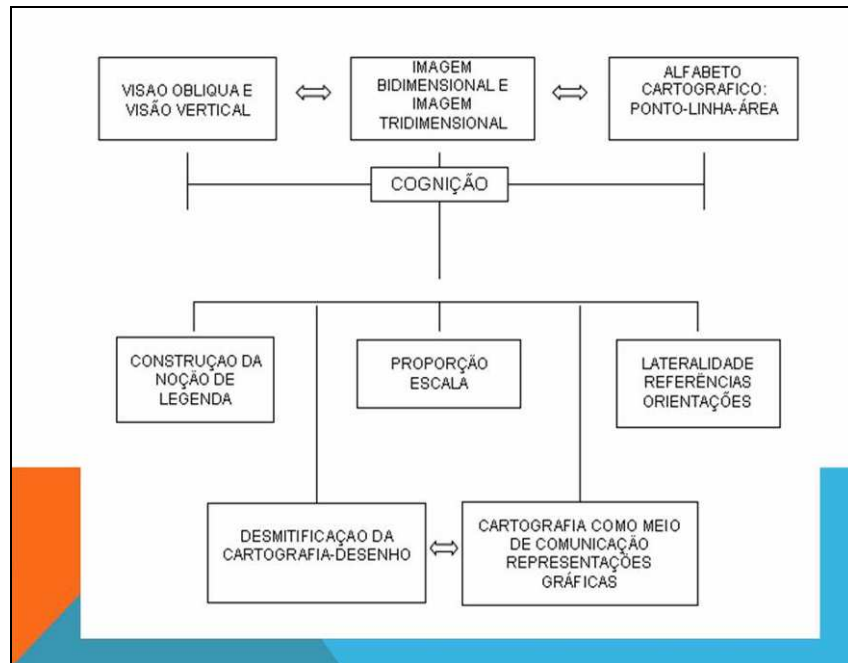 VISAO OBLIQUA E
VISÃO VERTICAL
IMAGEM
BIDIMENSIONAL E
IMAGEM
TRIDIMENSIONAL
ALFABETO
CARTOGRAFICO:
PONTO-LINHA-ÁREA
COGNIÇÃO
CONSTRUÇAO DA
NOÇÃO DE
LEGENDA
PROPORÇÃO
ESCALA
LATERALIDADE
REFERÊNCIAS
ORIENTAÇÕES
DESMITIFICAÇAO DA
CARTOGRAFIA-DESENHO
CARTOGRAFIA COMO MEIO
DE COMUNICAÇÃO
REPRESENTAÇÕES
GRÁFICAS